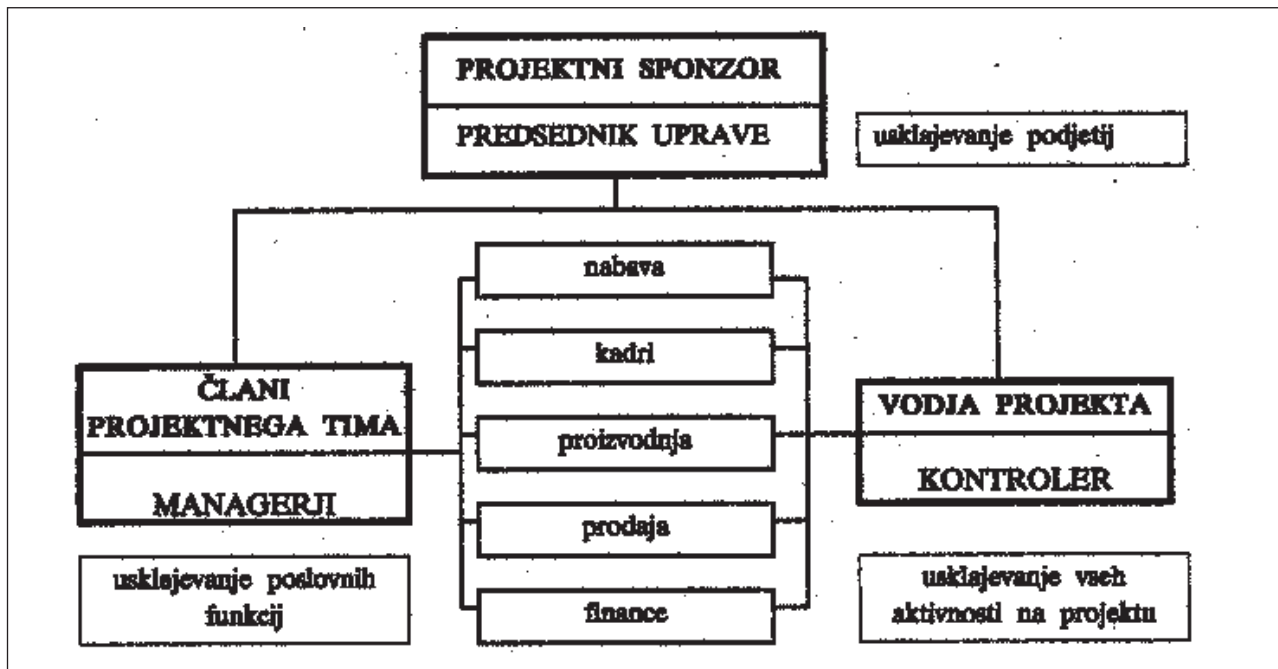 PROJEKTNI SPONZOR
PREDSEDNIK UPRAVE
usklajevanje podjetij
nabava
kadri
proizvodnja
prodaja
finance
ČLANI
PROJEKTNEGA TIMA
MANAGERJI
usklajevanje poslovnih
funkcij
VODJA PROJEKTA
KONTROLER
usklajevanje vseh
aktivnosti na projektu